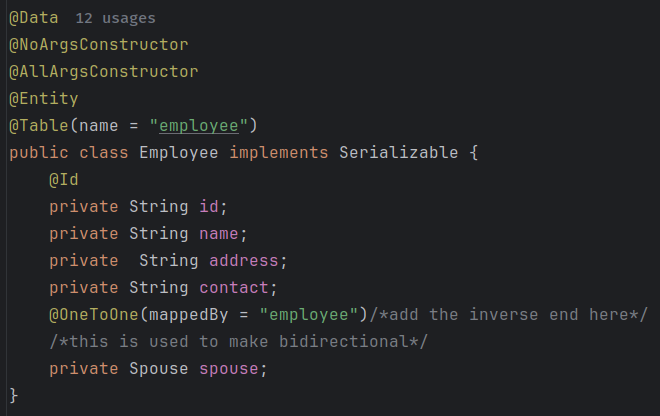 @Data 12 usages
@NoArgsConstructor
@AllArgsConstructor
@Entity
@Table(name = "employee")
public class Employee implements Serializable {
@Id
private String id;
private String name;
private  String address;
private String contact;
@OneToOne(mappedBy = "employee")/*add the inverse end here*/
/*this is used to make bidirectional*/
private Spouse spouse;
}